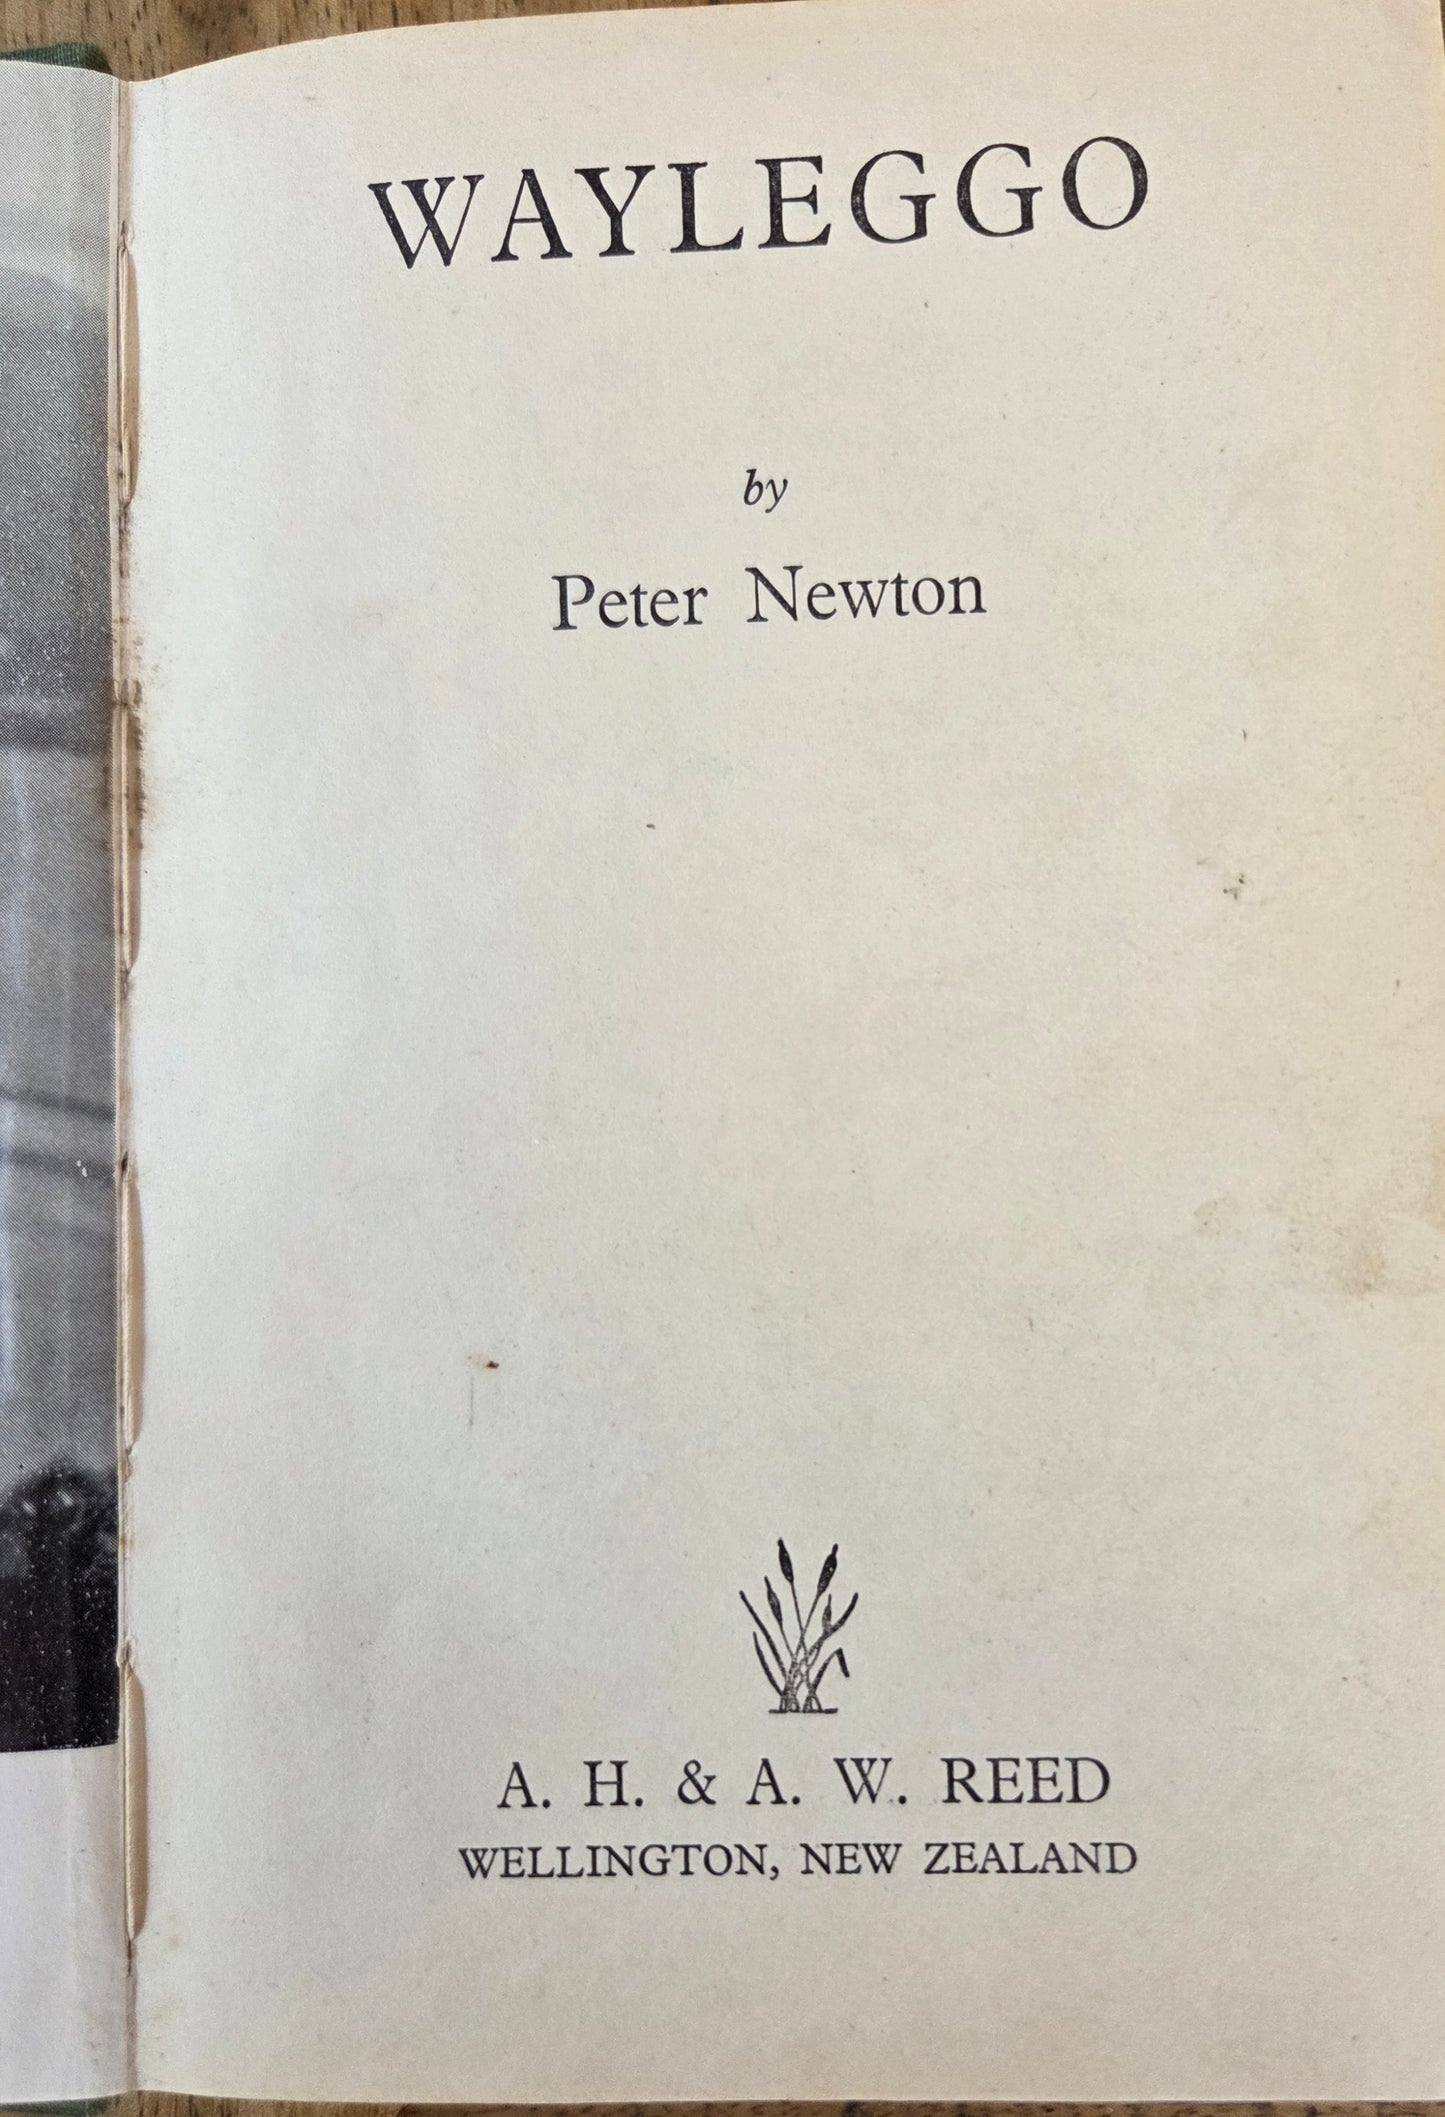 WAYLEGGO
by
Peter Newton
A. H. & A. W. REED
WELLINGTON, NEW ZEALAND